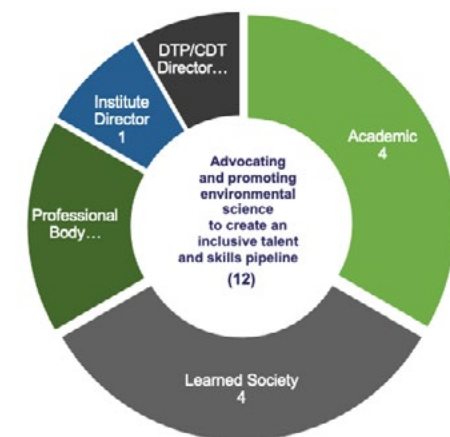 DTP/CDT
Director...
Institute
Director
1
Academic
4
Professional
Body...
Advocating
and promoting
environmental
science
to create an
inclusive talent
and skills pipeline
(12)
Learned Society
4